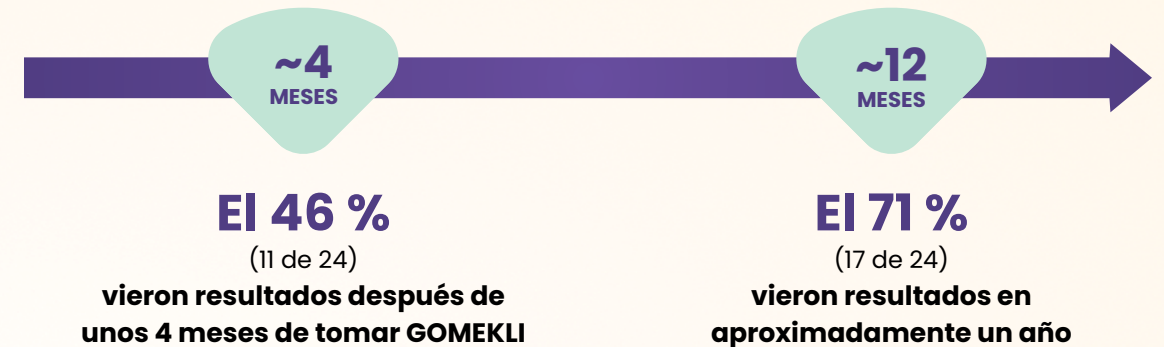 ~4
MESES
~12
MESES
El 46 %
(11 de 24)
vieron resultados después de
unos 4 meses de tomar GOMEKLI
El 71 %
(17 de 24)
vieron resultados en
aproximadamente un año